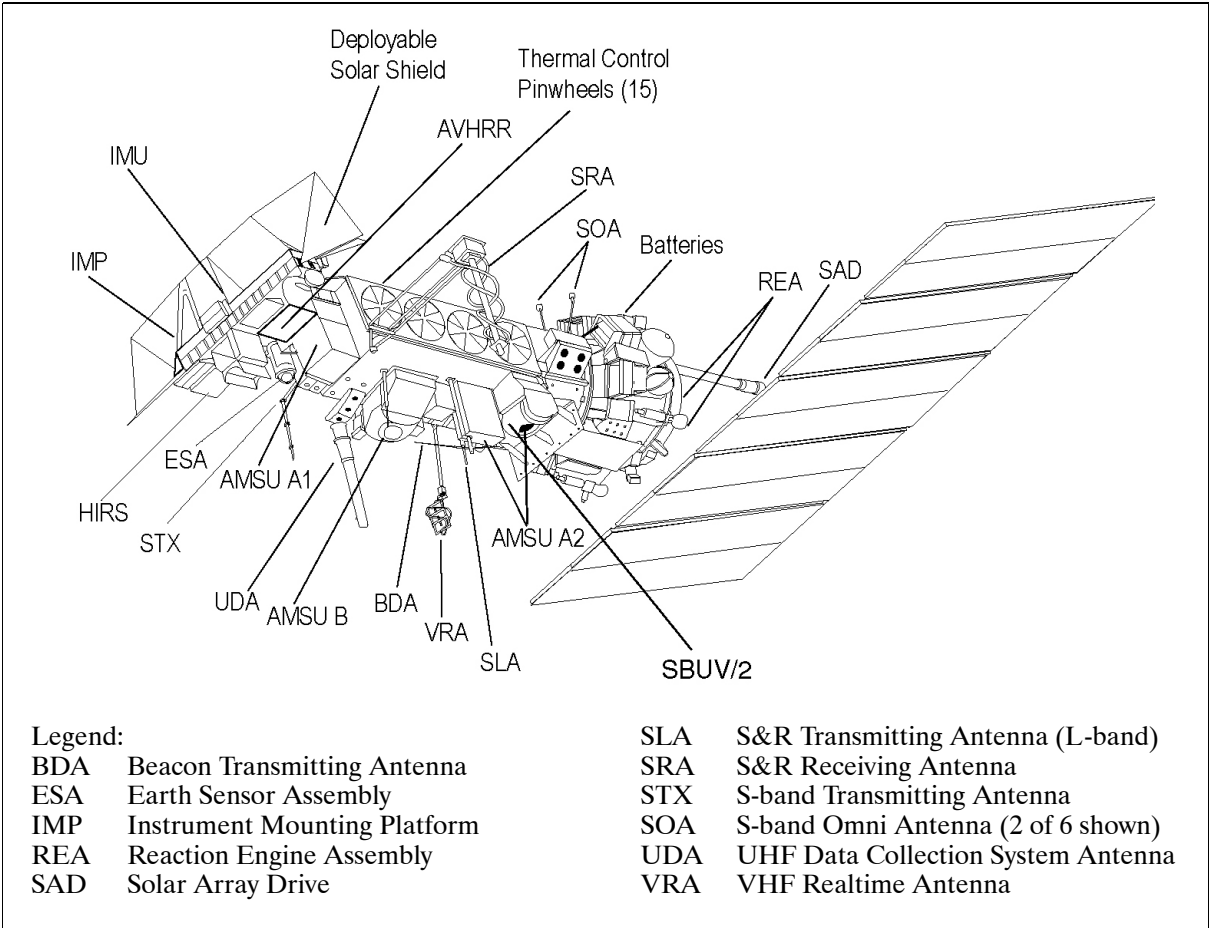 Deployable
Solar Shield
Thermal Control
Pinwheels (15)
AVHRR
IMU
SRA
SOA
Batteries
IMP
REA
SAD
ESA
AMSU A1
HIRS
STX
AMSU A2
UDA
AMSU B
BDA
VRA
SLA
SBUV/2
Legend:
BDA Beacon Transmitting Antenna
ESA Earth Sensor Assembly
IMP Instrument Mounting Platform
REA Reaction Engine Assembly
SAD Solar Array Drive
SLA S&R Transmitting Antenna (L-band)
SRA S&R Receiving Antenna
STX S-band Transmitting Antenna
SOA S-band Omni Antenna (2 of 6 shown)
UDA UHF Data Collection System Antenna
VRA VHF Realtime Antenna